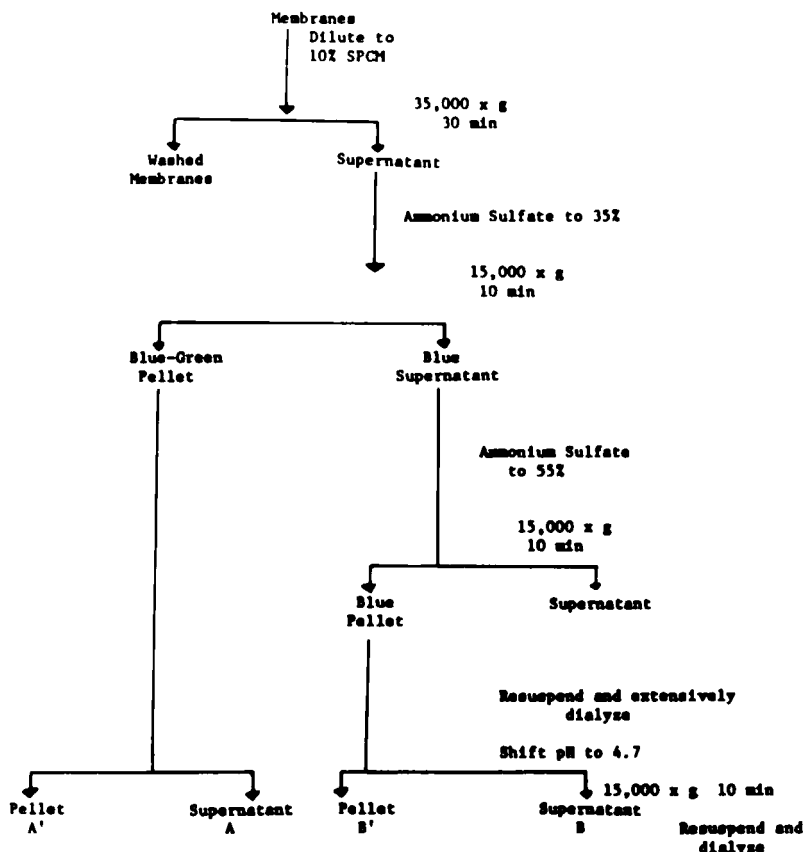 Membranes
Dilute to
10% SPCM
35,000 x g
30 min
Washed
Membranes
Supernatant
Ammonium Sulfate to 35%
15,000 x g
10 min
Blue-Green
Pellet
Blue
Supernatant
Ammonium Sulfate
to 55%
15,000 x g
10 min
Blue
Pellet
Supernatant
Resuspend and extensively
dialyze
Shift pH to 4.7
15,000 x g 10 min
Pellet
A'
Supernatant
A
Pellet
B'
Supernatant
B
Resuspend and
dialyze